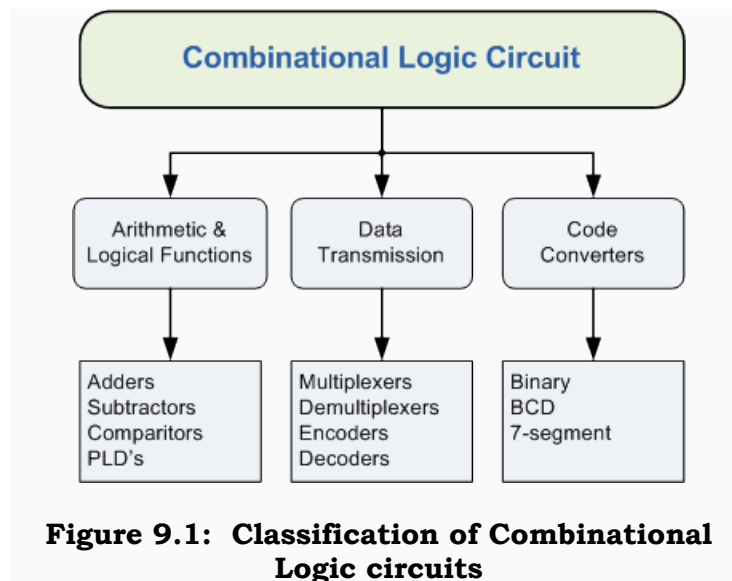 Combinational Logic Circuit
Arithmetic &
Logical Functions
Data
Transmission
Code
Converters
Adders
Subtractors
Comparitors
PLD's
Multiplexers
Demultiplexers
Encoders
Decoders
Binary
BCD
7-segment
Figure 9.1: Classification of Combinational
Logic circuits